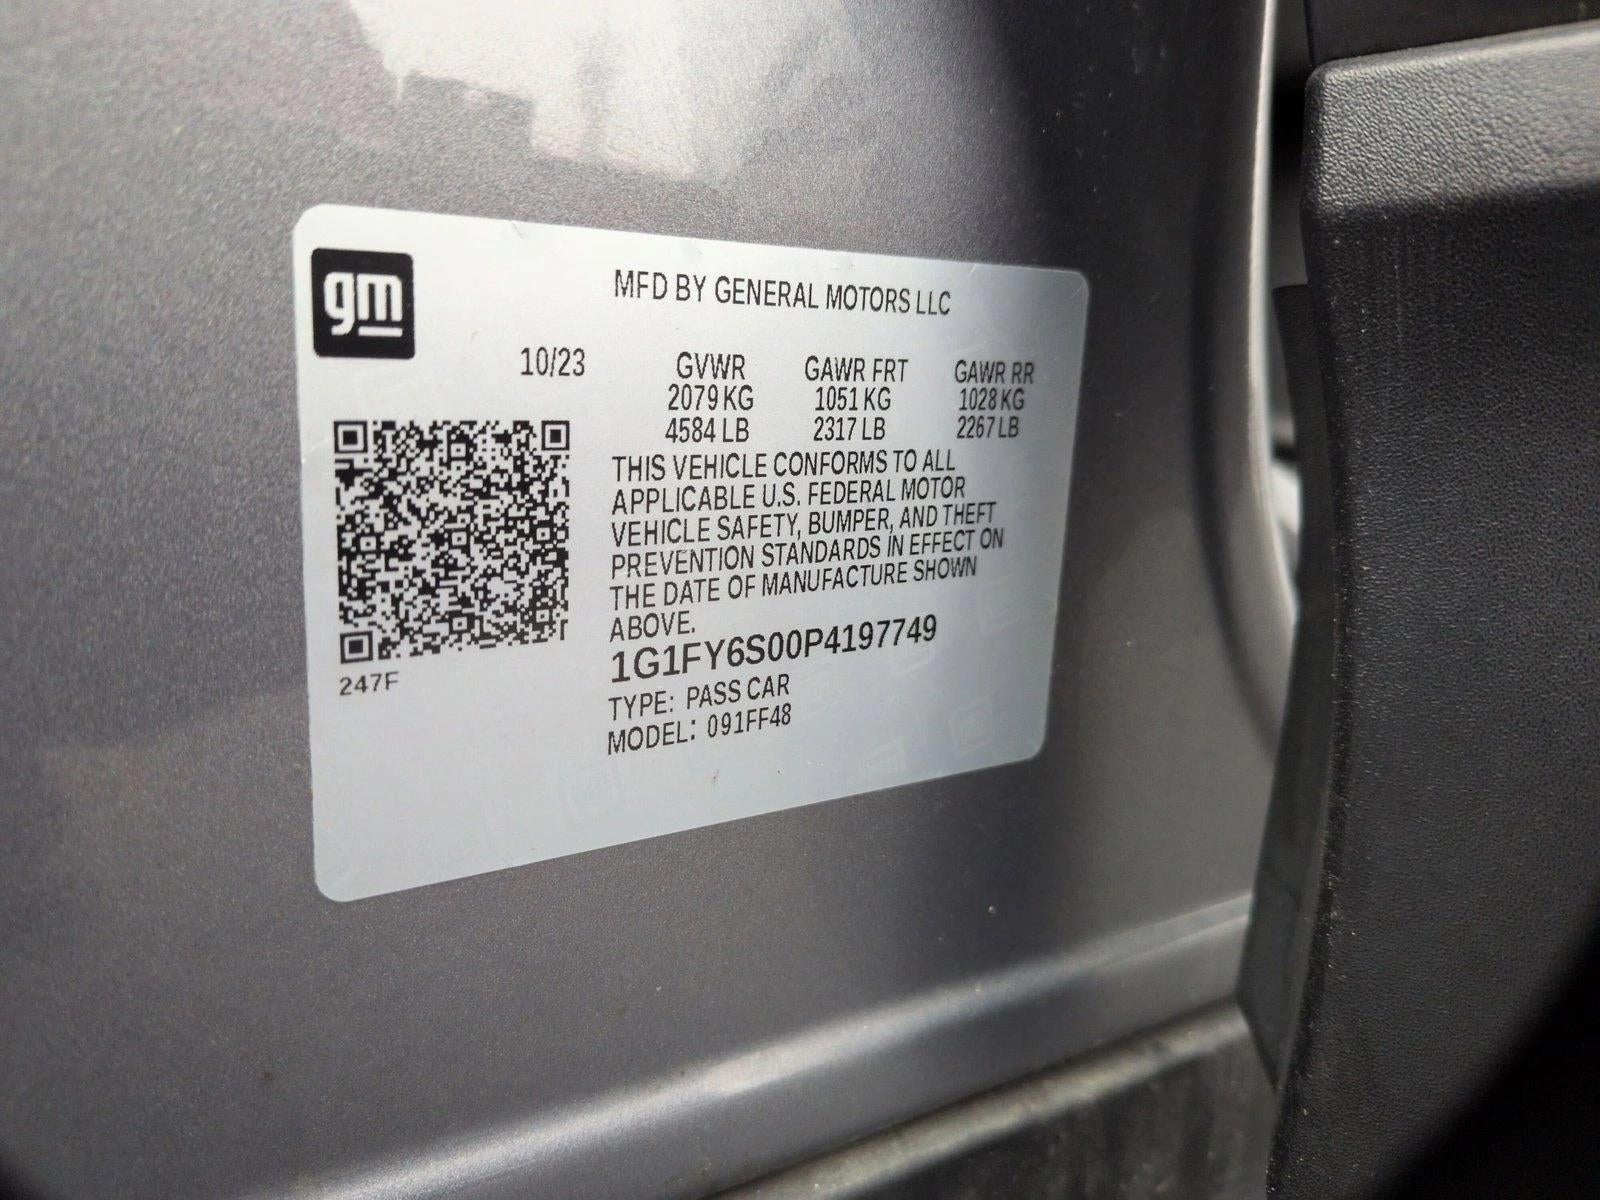 gm
MFD BY GENERAL MOTORS LLC
10/23 GVWR GAWR FRT GAWR RR
2079 KG 1051 KG 1028 KG
4584 LB 2317 LB 2267 LB
THIS VEHICLE CONFORMS TO ALL
APPLICABLE U.S. FEDERAL MOTOR
VEHICLE SAFETY, BUMPER, AND THEFT
PREVENTION STANDARDS IN EFFECT ON
THE DATE OF MANUFACTURE SHOWN
ABOVE.
1G1FY6S00P4197749
TYPE: PASS CAR
MODEL: 091FF48
247F